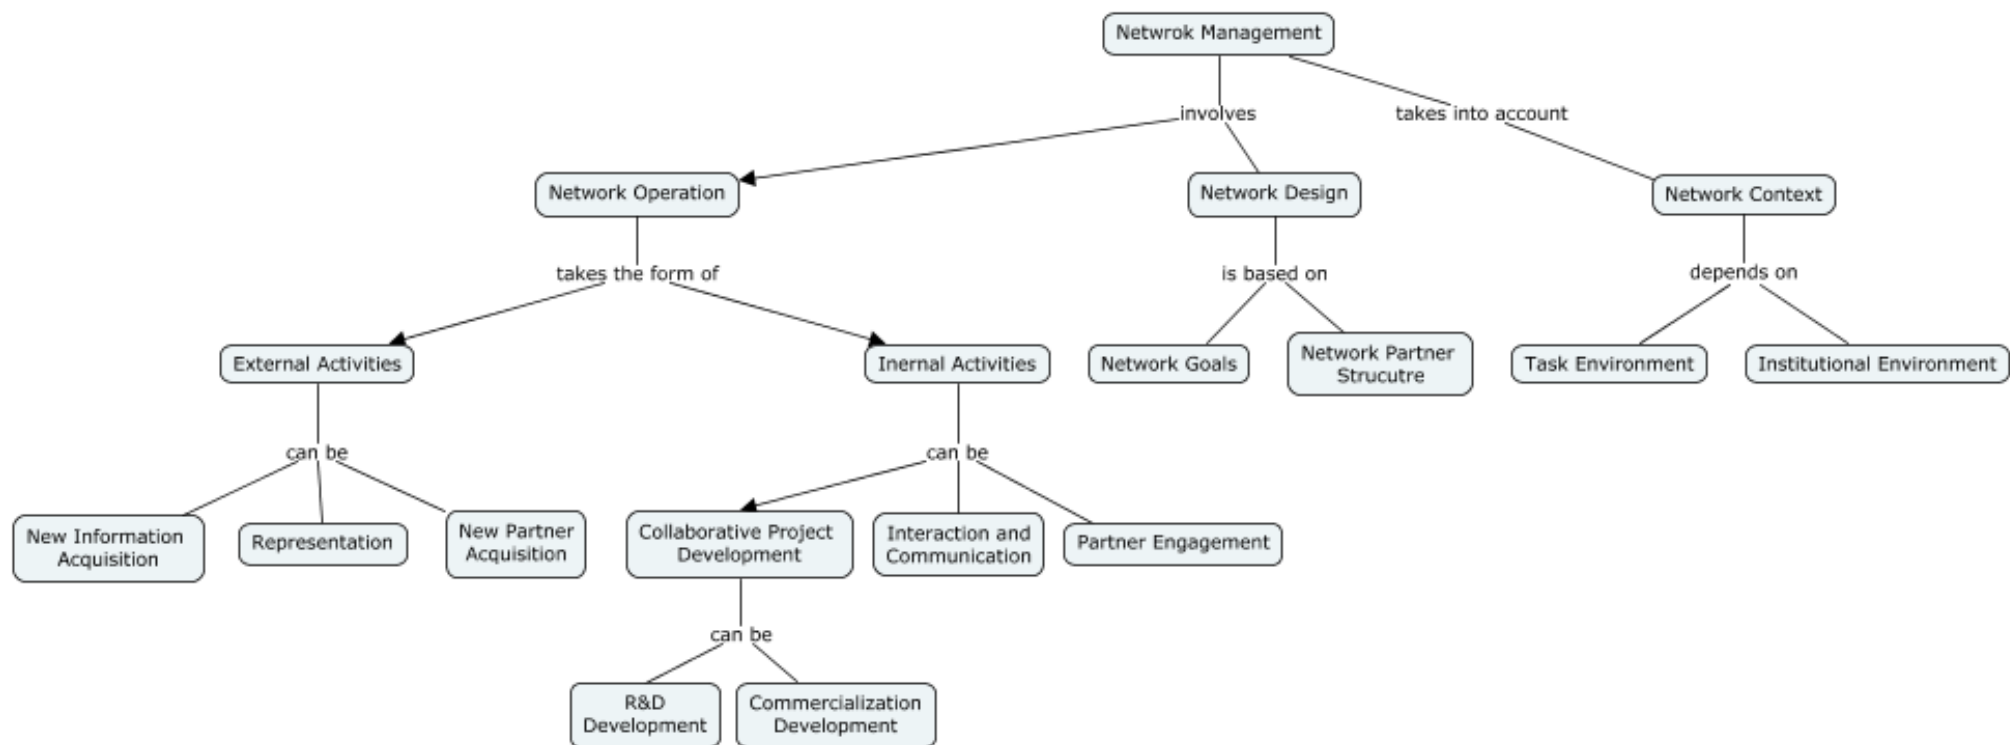 Netwrok Management
involves
takes into account
Network Operation
Network Design
Network Context
takes the form of
is based on
depends on
External Activities
Inernal Activities
Network Goals
Network Partner
Strucutre
Task Environment
Institutional Environment
can be
can be
New Information
Acquisition
Representation
New Partner
Acquisition
Collaborative Project
Development
Interaction and
Communication
Partner Engagement
can be
R&D
Development
Commercialization
Development